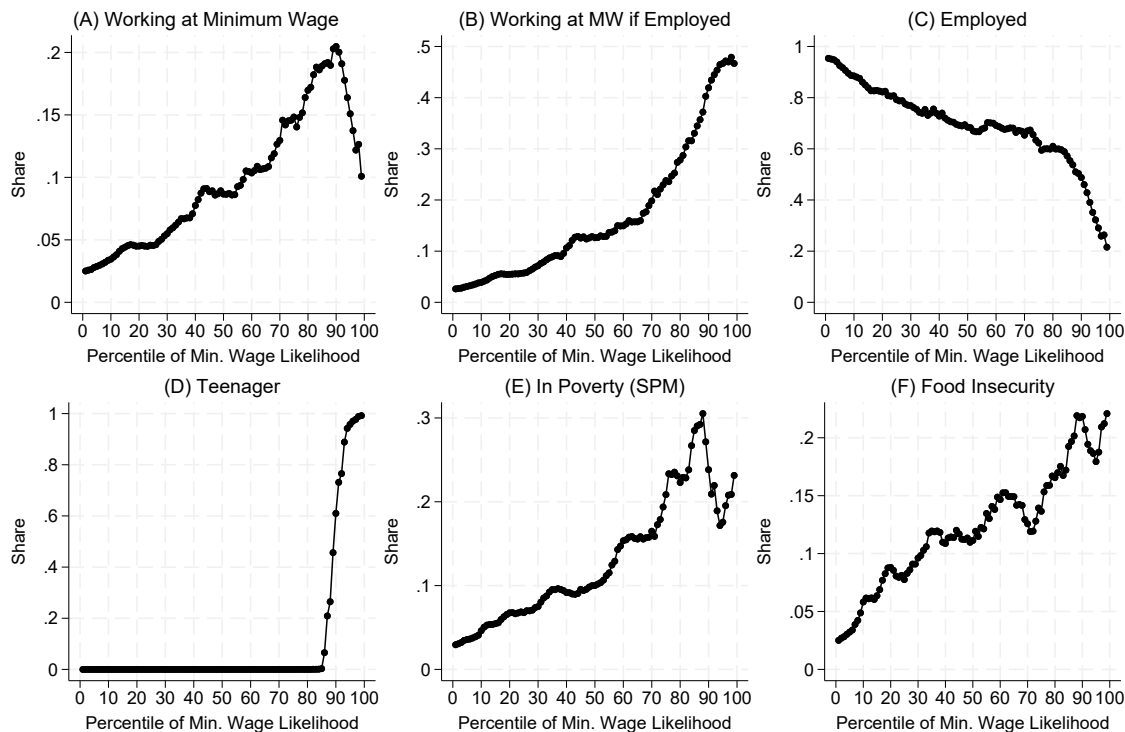 (A) Working at Minimum Wage
.2
.15
.1
.05
0
Share
0 10 20 30 40 50 60 70 80 90 100
Percentile of Min. Wage Likelihood
(B) Working at MW if Employed
.5
.4
.3
.2
.1
0
Share
0 10 20 30 40 50 60 70 80 90 100
Percentile of Min. Wage Likelihood
(C) Employed
1
.8
.6
.4
.2
0
Share
0 10 20 30 40 50 60 70 80 90 100
Percentile of Min. Wage Likelihood
(D) Teenager
1
.8
.6
.4
.2
0
Share
0 10 20 30 40 50 60 70 80 90 100
Percentile of Min. Wage Likelihood
(E) In Poverty (SPM)
.3
.2
.1
0
Share
0 10 20 30 40 50 60 70 80 90 100
Percentile of Min. Wage Likelihood
(F) Food Insecurity
.2
.15
.1
.05
0
Share
0 10 20 30 40 50 60 70 80 90 100
Percentile of Min. Wage Likelihood